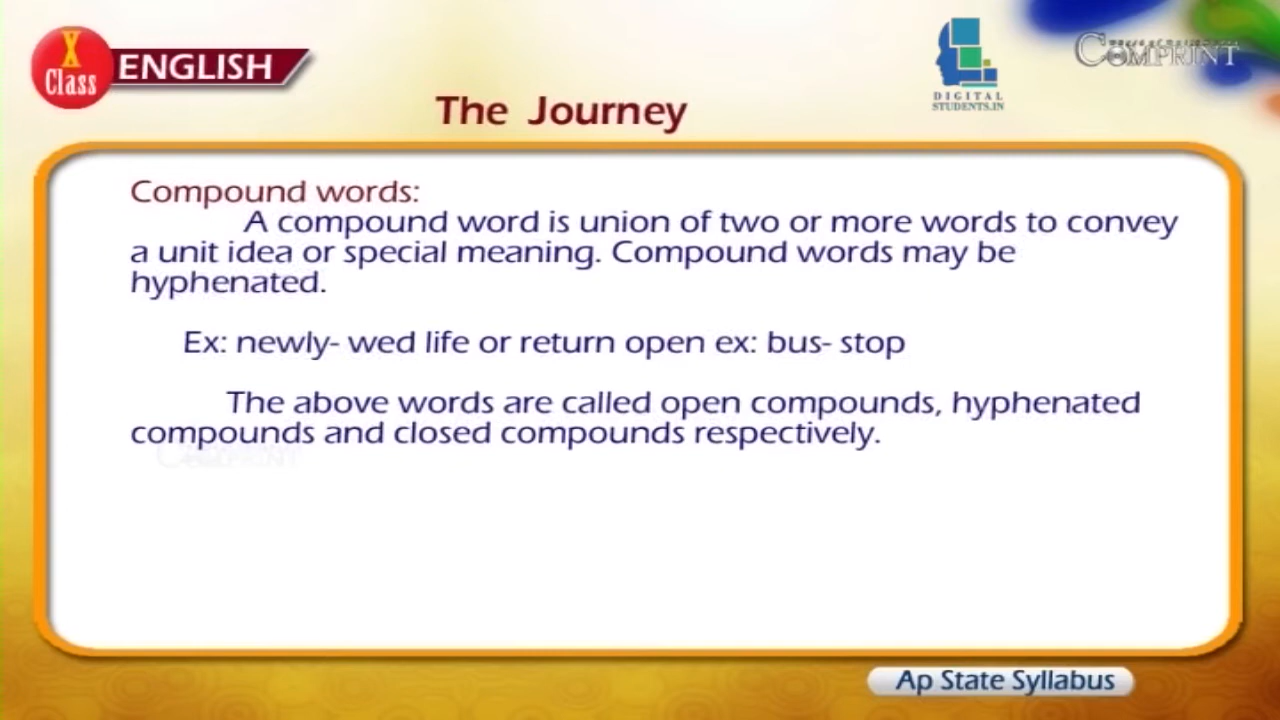 X
Class
ENGLISH
DIGITAL
STUDENTS.IN
COMPRINT
The Journey
Compound words:
A compound word is union of two or more words to convey
a unit idea or special meaning. Compound words may be
hyphenated.
Ex: newly- wed life or return open ex: bus- stop
The above words are called open compounds, hyphenated
compounds and closed compounds respectively.
COMPRINT
Ap State Syllabus